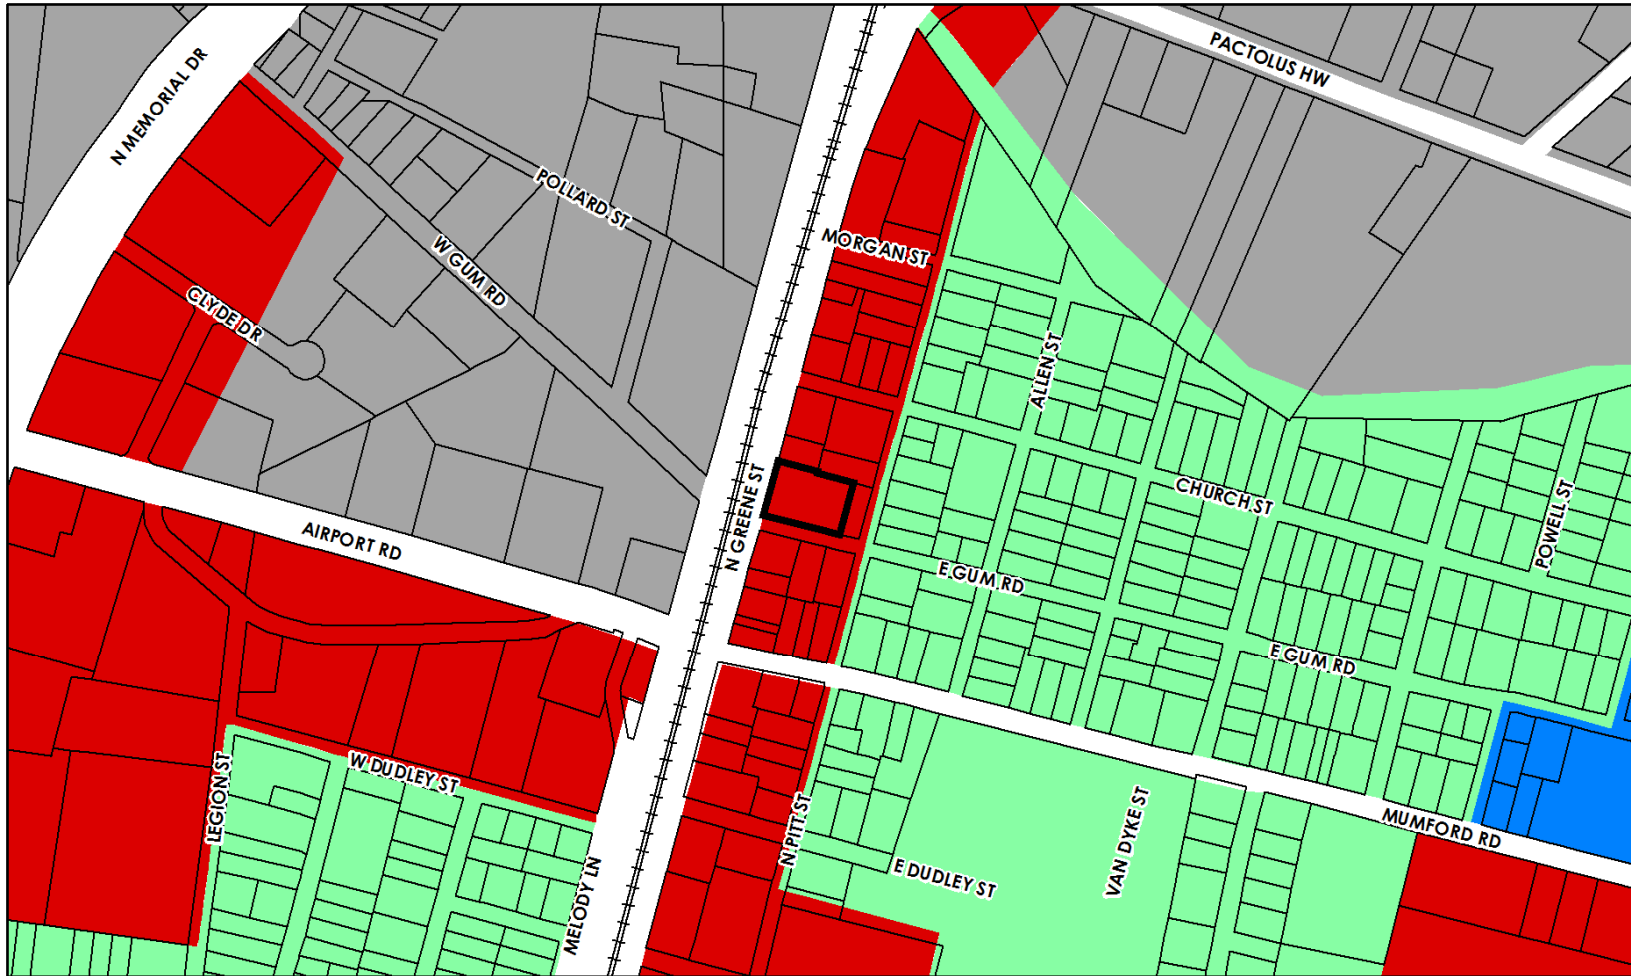 N MEMORIAL DR
PACTOLUS HW
POLLARD ST
MORGAN ST
W GUM RD
CLYDE DR
ALLEN ST
CHURCH ST
POWELL ST
N GREENE ST
AIRPORT RD
E GUM RD
E GUM RD
W DUDLEY ST
LEGION ST
N PITT ST
VAN DYKE ST
MUMFORD RD
E DUDLEY ST
MELODY LN